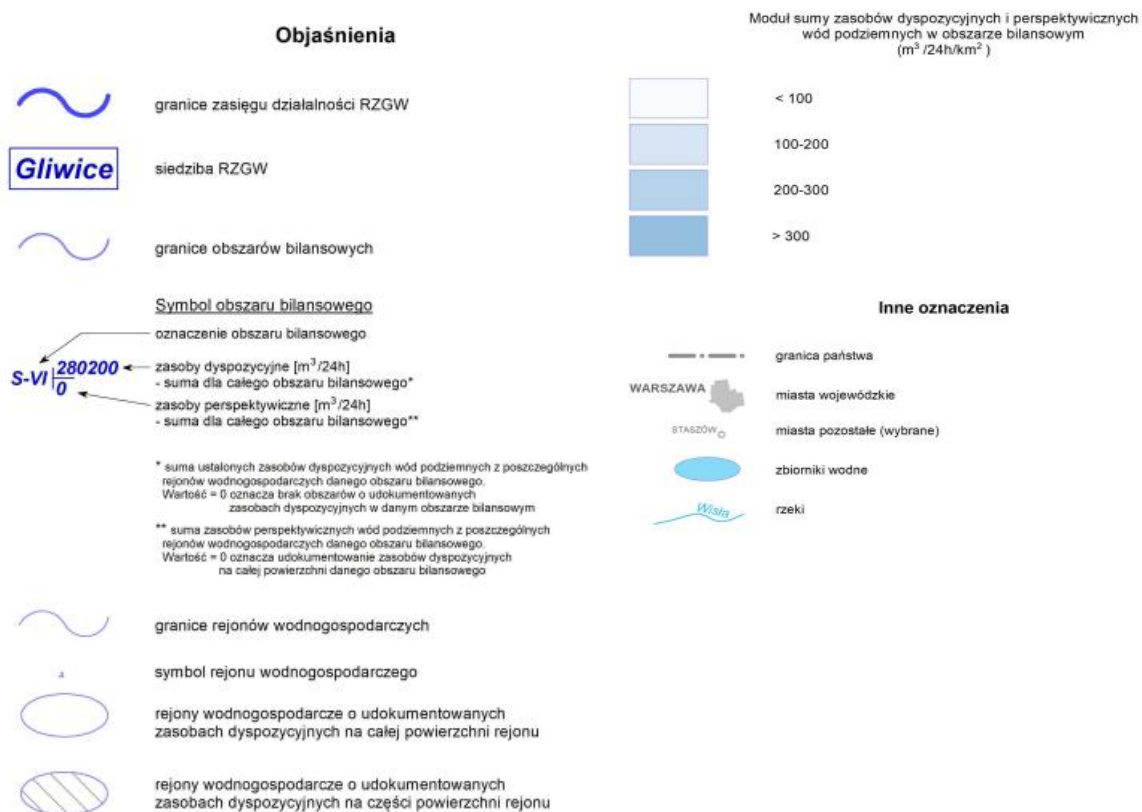 Objaśnienia
granice zasięgu działalności RZGW
Gliwice
siedziba RZGW
granice obszarów bilansowych
Symbol obszaru bilansowego
oznaczenie obszaru bilansowego
S-VI 280200
0
zasoby dyspozycyjne [m³/24h]
- suma dla całego obszaru bilansowego*
zasoby perspektywiczne [m³/24h]
- suma dla całego obszaru bilansowego**
* suma ustalonych zasobów dyspozycyjnych wód podziemnych z poszczególnych
rejonów wodnogospodarczych danego obszaru bilansowego.
Wartość = 0 oznacza brak obszarów o udokumentowanych
zasobach dyspozycyjnych w danym obszarze bilansowym
** suma zasobów perspektywicznych wód podziemnych z poszczególnych
rejonów wodnogospodarczych danego obszaru bilansowego.
Wartość = 0 oznacza udokumentowanie zasobów dyspozycyjnych
na całej powierzchni danego obszaru bilansowego
granice rejonów wodnogospodarczych
symbol rejonu wodnogospodarczego
rejony wodnogospodarcze o udokumentowanych
zasobach dyspozycyjnych na całej powierzchni rejonu
rejony wodnogospodarcze o udokumentowanych
zasobach dyspozycyjnych na części powierzchni rejonu
Moduł sumy zasobów dyspozycyjnych i perspektywicznych
wód podziemnych w obszarze bilansowym
(m³ /24h/km² )
< 100
100-200
200-300
> 300
Inne oznaczenia
granica państwa
WARSZAWA
miasta wojewódzkie
STASZÓW
miasta pozostałe (wybrane)
zbiorniki wodne
Wisła
rzeki